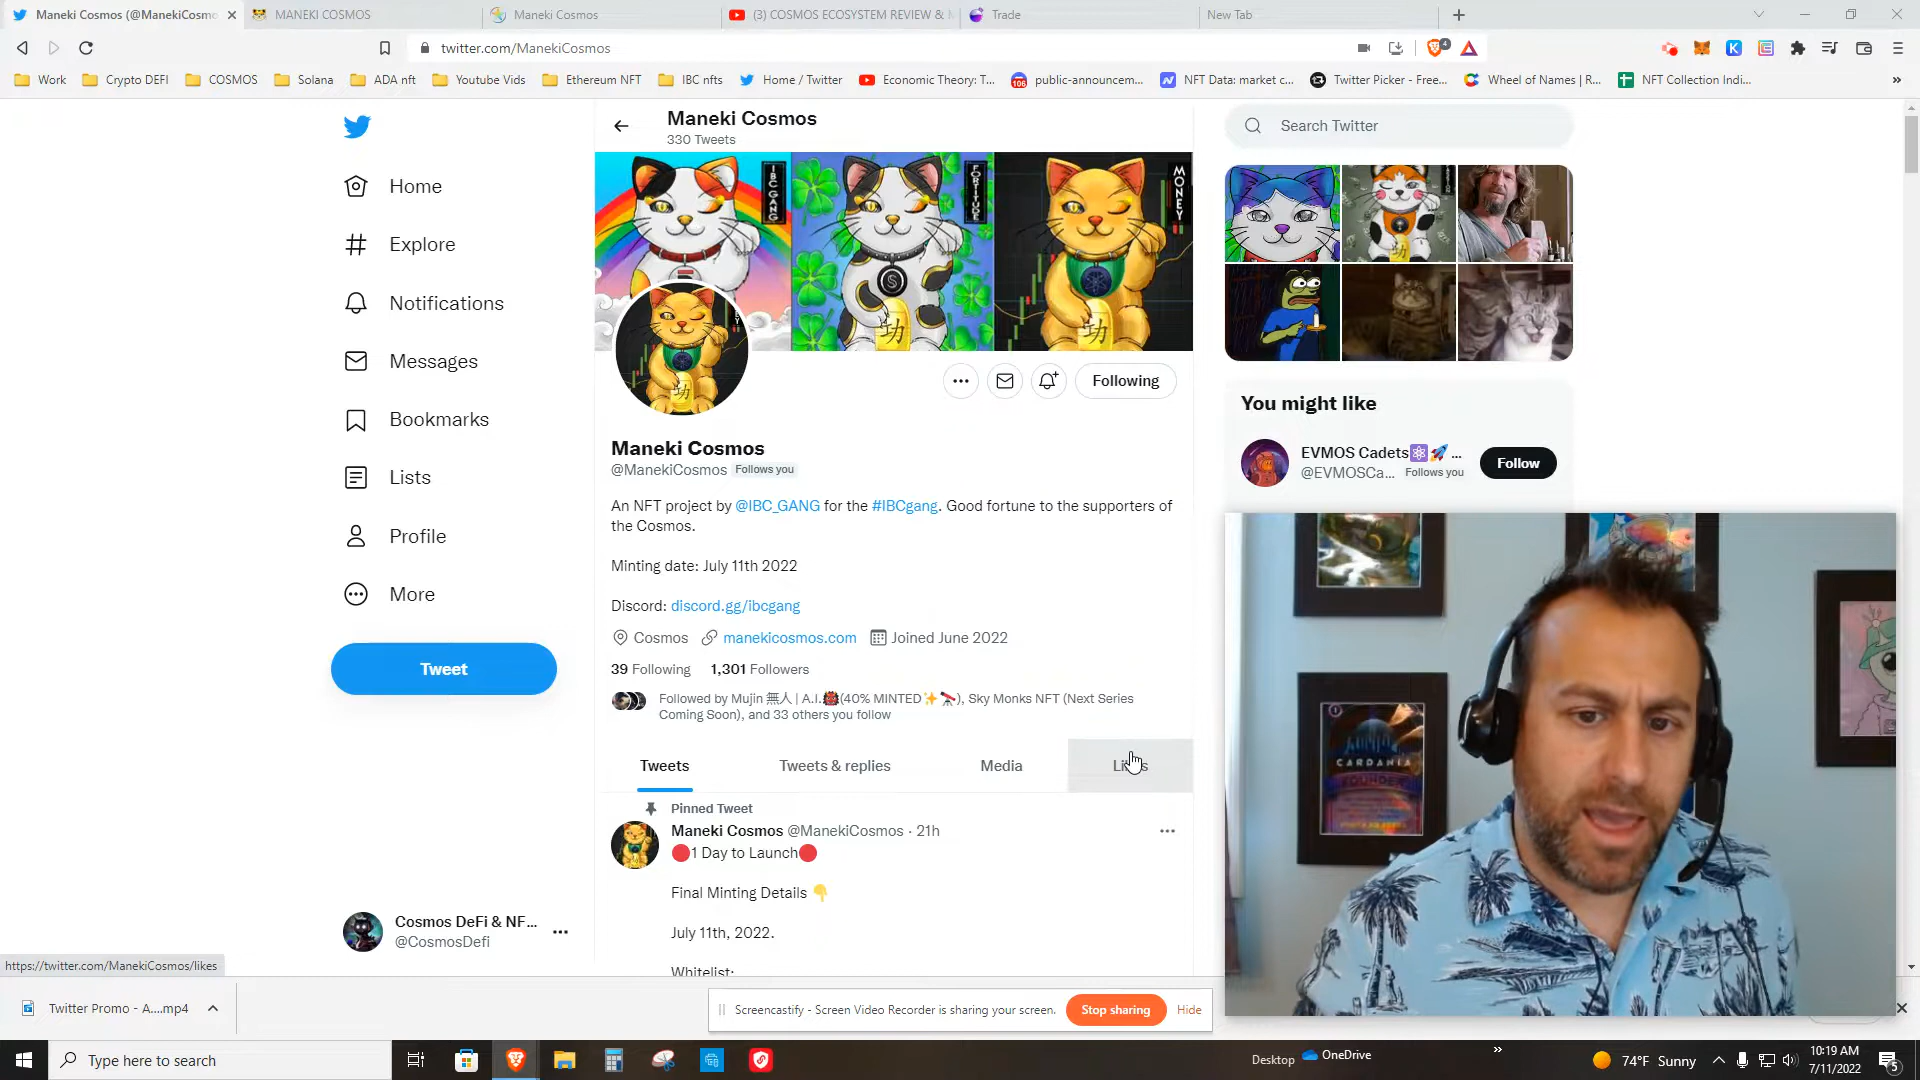 Maneki Cosmos (@ManekiCosmo
MANEKI COSMOS
Maneki Cosmos
(3) COSMOS ECOSYSTEM REVIEW &
Trade
New Tab
twitter.com/ManekiCosmos
4
Work
Crypto DEFI
COSMOS
Solana
ADA nft
Youtube Vids
Ethereum NFT
IBC nfts
Home / Twitter
Economic Theory: T...
106
public-announcem...
NFT Data: market c...
Twitter Picker - Free...
Wheel of Names | R...
NFT Collection Indi...
Maneki Cosmos
330 Tweets
Search Twitter
IBC GANG
FORTITUDE
MONEY
功
功
功
Home
Explore
Notifications
Messages
Bookmarks
Lists
Profile
More
Tweet
Following
Maneki Cosmos
@ManekiCosmos Follows you
An NFT project by @IBC_GANG for the #IBCgang. Good fortune to the supporters of
the Cosmos.
Minting date: July 11th 2022
Discord: discord.gg/ibcgang
Cosmos manekicosmos.com Joined June 2022
39 Following 1,301 Followers
Followed by Mujin 無人 | A.I.👹(40% MINTED✨🔭), Sky Monks NFT (Next Series
Coming Soon), and 33 others you follow
Tweets
Tweets & replies
Media
Likes
Pinned Tweet
Maneki Cosmos @ManekiCosmos · 21h
🔴1 Day to Launch🔴
Final Minting Details 👇
July 11th, 2022.
Whitelist:
You might like
EVMOS Cadets⚛🚀 ...
@EVMOSCa... Follows you
Follow
CARDANIA
FOUNDER
Cosmos DeFi & NF...
@CosmosDefi
https://twitter.com/ManekiCosmos/likes
Twitter Promo - A....mp4
Screencastify - Screen Video Recorder is sharing your screen.
Stop sharing
Hide
Type here to search
Desktop
OneDrive
74°F Sunny
10:19 AM
7/11/2022
5